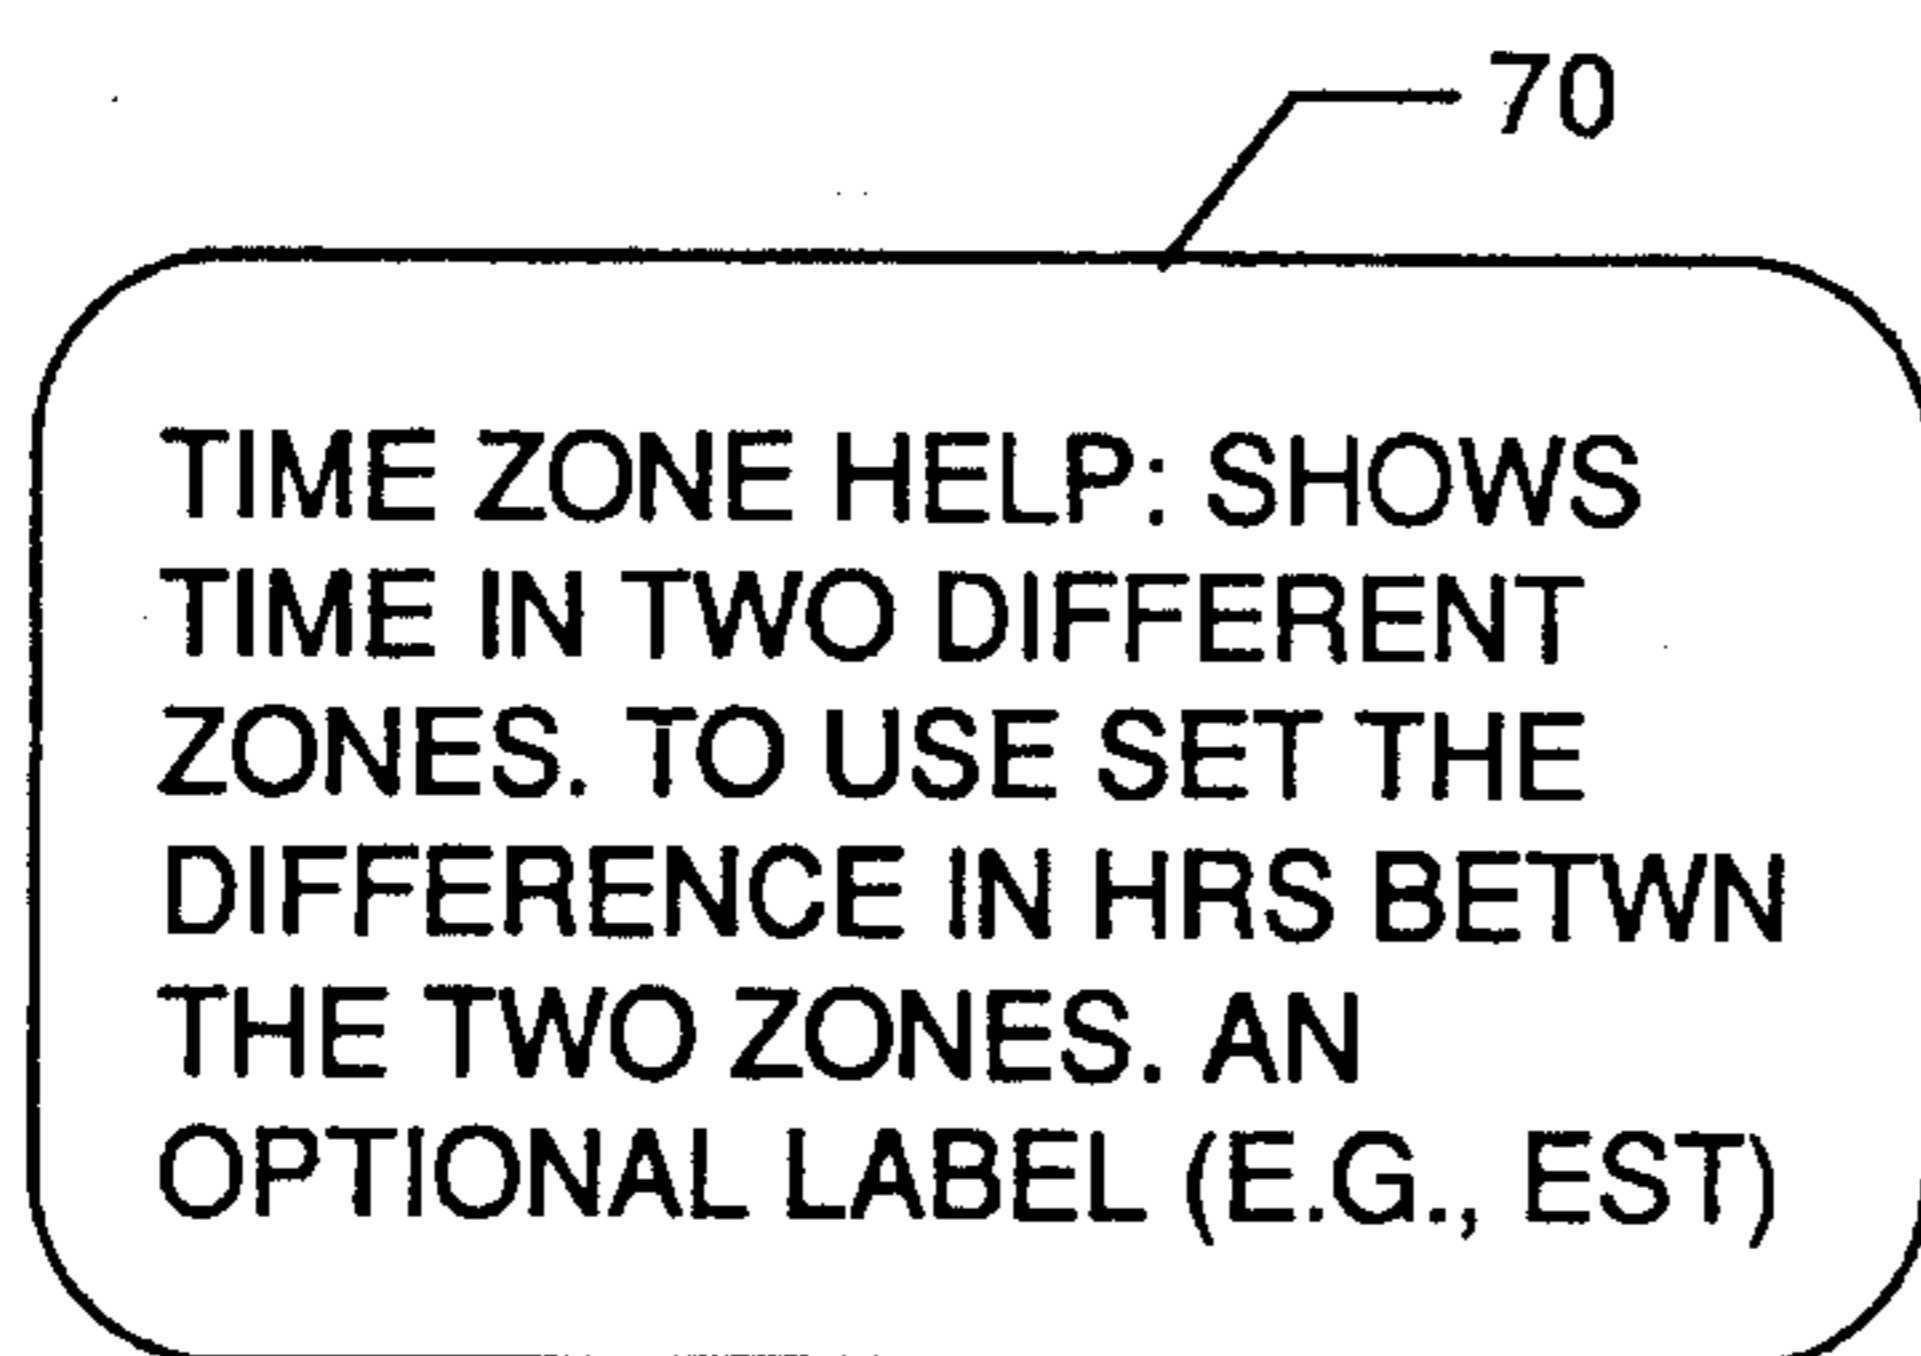 70
TIME ZONE HELP: SHOWS
TIME IN TWO DIFFERENT
ZONES. TO USE SET THE
DIFFERENCE IN HRS BETWN
THE TWO ZONES. AN
OPTIONAL LABEL (E.G., EST)